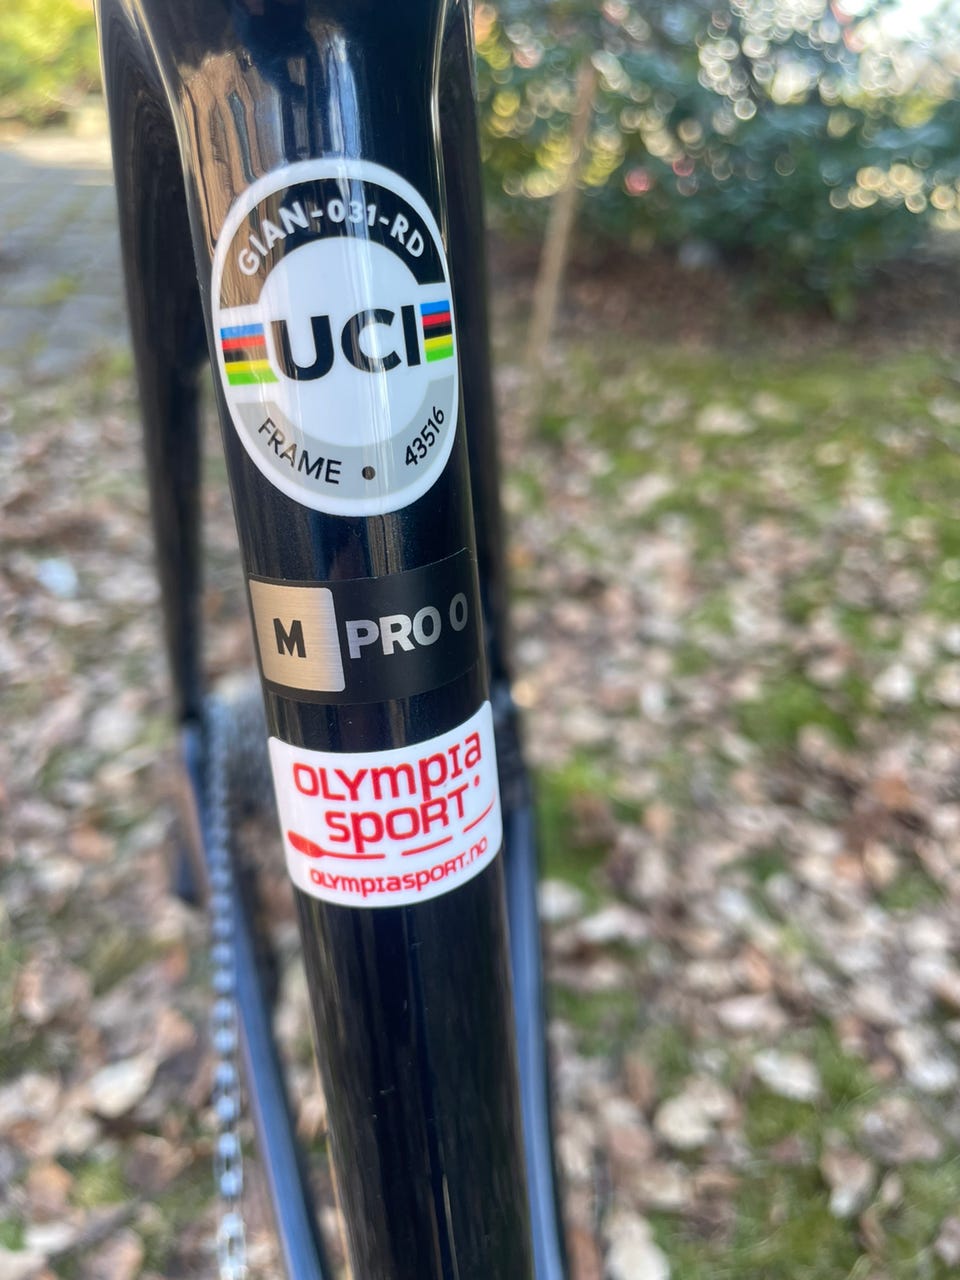 GIAN-031-RD
UCI
FRAME • 43516
M PRO 0
OLYMPIA
SPORT
OLYMPIASPORT.NO